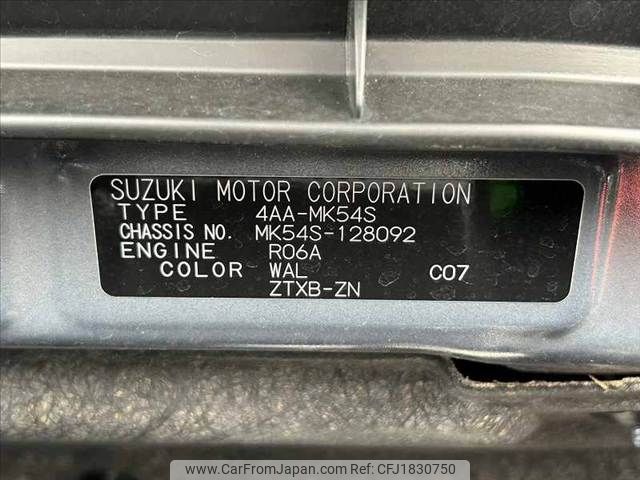 SUZUKI MOTOR CORPORATION
TYPE 4AA-MK54S
CHASSIS NO. MK54S-128092
ENGINE R06A
COLOR WAL C07
ZTXB-ZN
www.CarFromJapan.com Ref ID: CFJ1830750